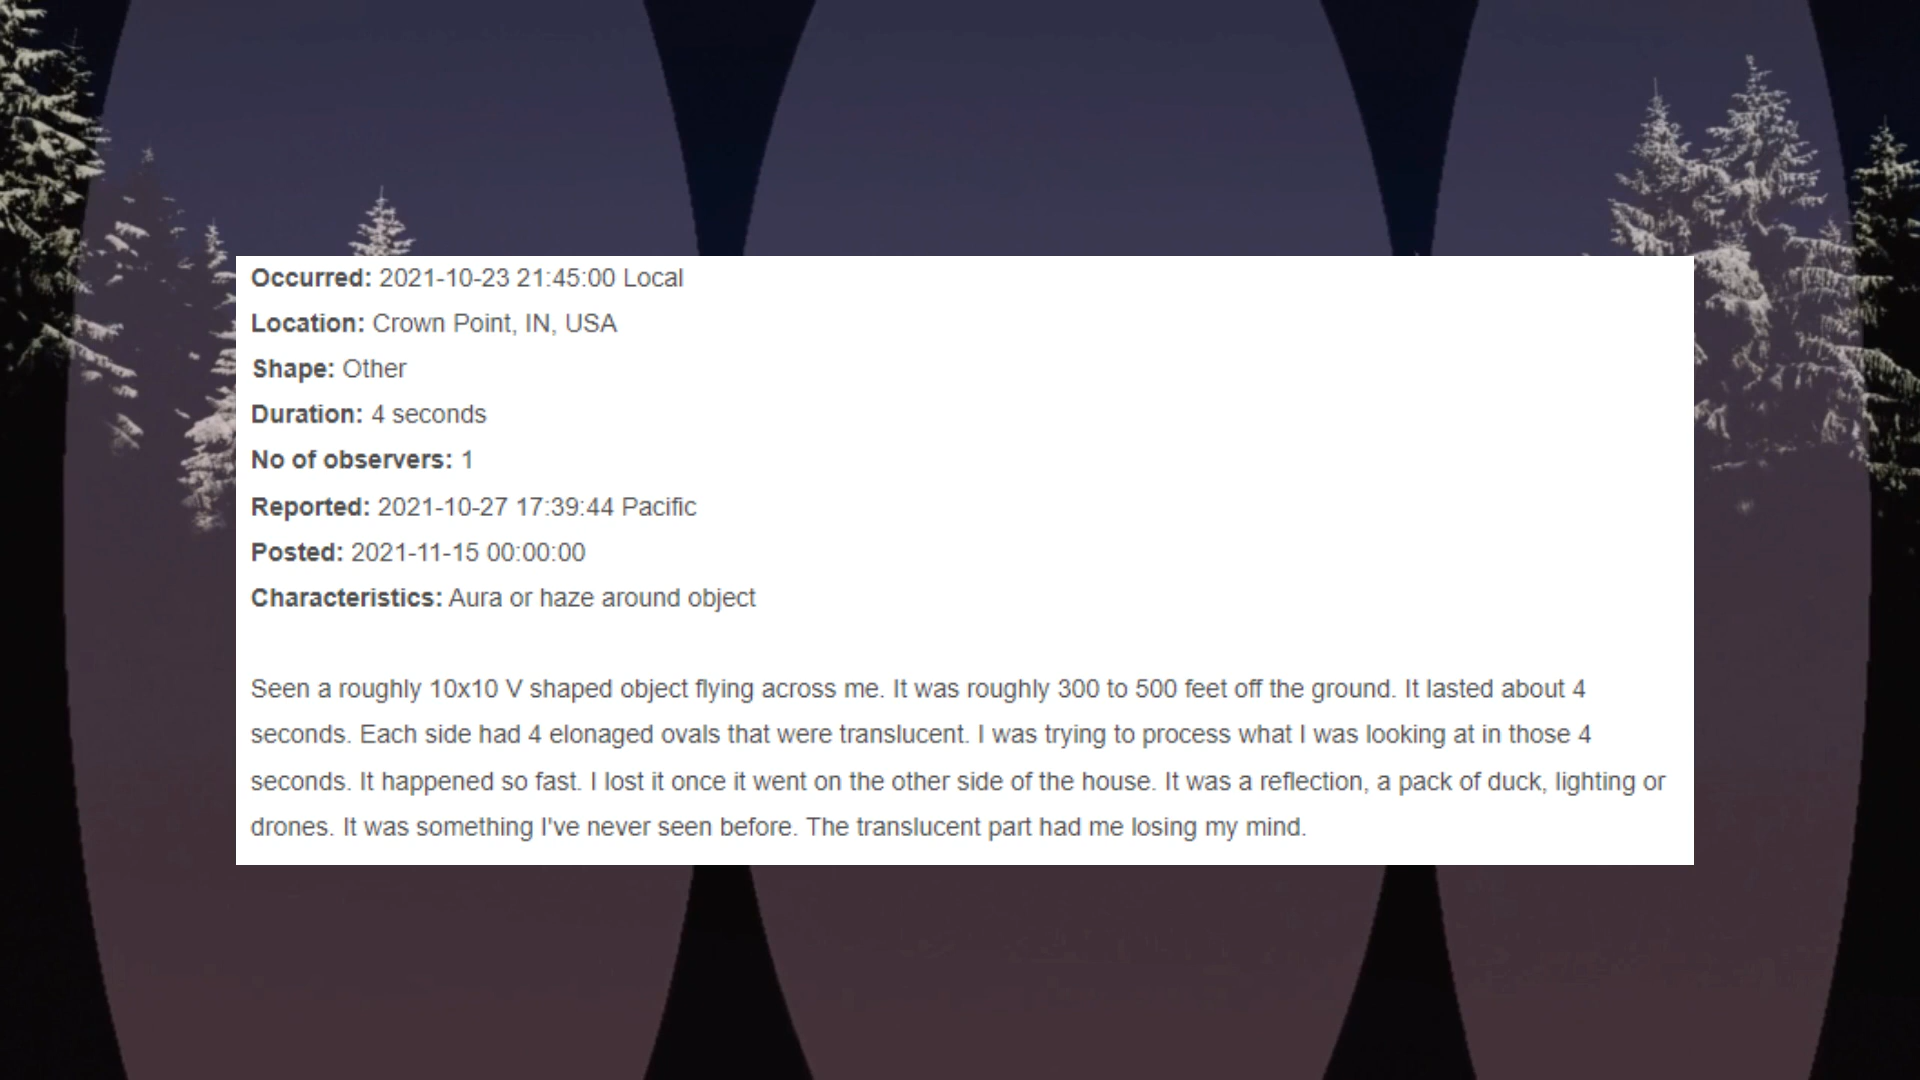 Occurred: 2021-10-23 21:45:00 Local
Location: Crown Point, IN, USA
Shape: Other
Duration: 4 seconds
No of observers: 1
Reported: 2021-10-27 17:39:44 Pacific
Posted: 2021-11-15 00:00:00
Characteristics: Aura or haze around object
Seen a roughly 10x10 V shaped object flying across me. It was roughly 300 to 500 feet off the ground. It lasted about 4
seconds. Each side had 4 elonaged ovals that were translucent. I was trying to process what I was looking at in those 4
seconds. It happened so fast. I lost it once it went on the other side of the house. It was a reflection, a pack of duck, lighting or
drones. It was something I've never seen before. The translucent part had me losing my mind.